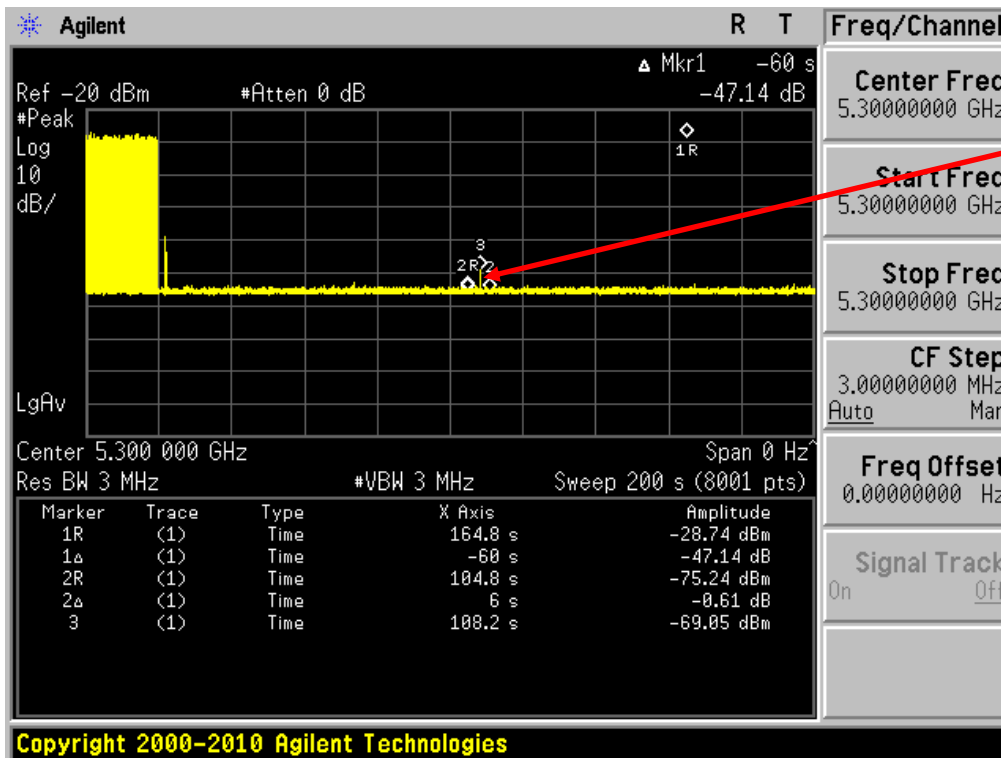 Agilent R T
Δ Mkr1 -60 s
Ref -20 dBm #Atten 0 dB -47.14 dB
#Peak
Log
10
dB/
1R
3
2R 2
LgAv
Center 5.300 000 GHz Span 0 Hz^
Res BW 3 MHz #VBW 3 MHz Sweep 200 s (8001 pts)
Marker Trace Type X Axis Amplitude
1R (1) Time 164.8 s -28.74 dBm
1Δ (1) Time -60 s -47.14 dB
2R (1) Time 104.8 s -75.24 dBm
2Δ (1) Time 6 s -0.61 dB
3 (1) Time 108.2 s -69.05 dBm
Copyright 2000-2010 Agilent Technologies
Freq/Channel
Center Freq
5.30000000 GHz
Start Freq
5.30000000 GHz
Stop Freq
5.30000000 GHz
CF Step
3.00000000 MHz
Auto Man
Freq Offset
0.00000000 Hz
Signal Track
On Off